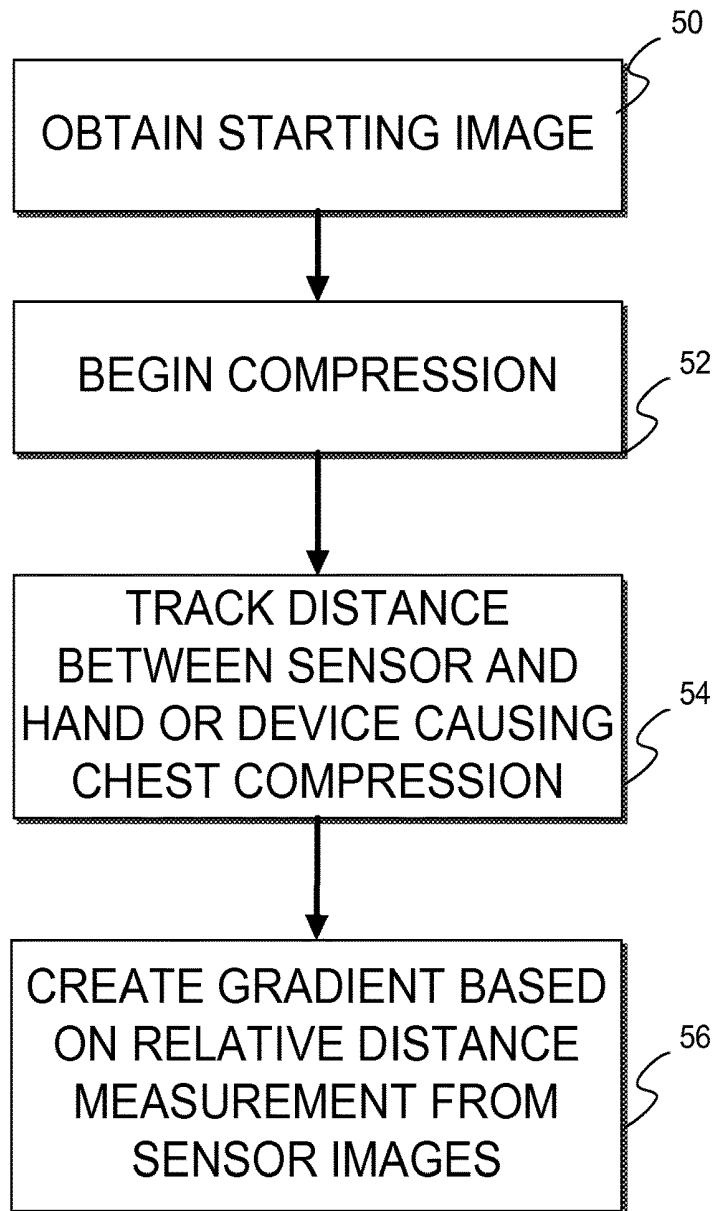 50
OBTAIN STARTING IMAGE
BEGIN COMPRESSION
52
TRACK DISTANCE
BETWEEN SENSOR AND
HAND OR DEVICE CAUSING
CHEST COMPRESSION
54
CREATE GRADIENT BASED
ON RELATIVE DISTANCE
MEASUREMENT FROM
SENSOR IMAGES
56